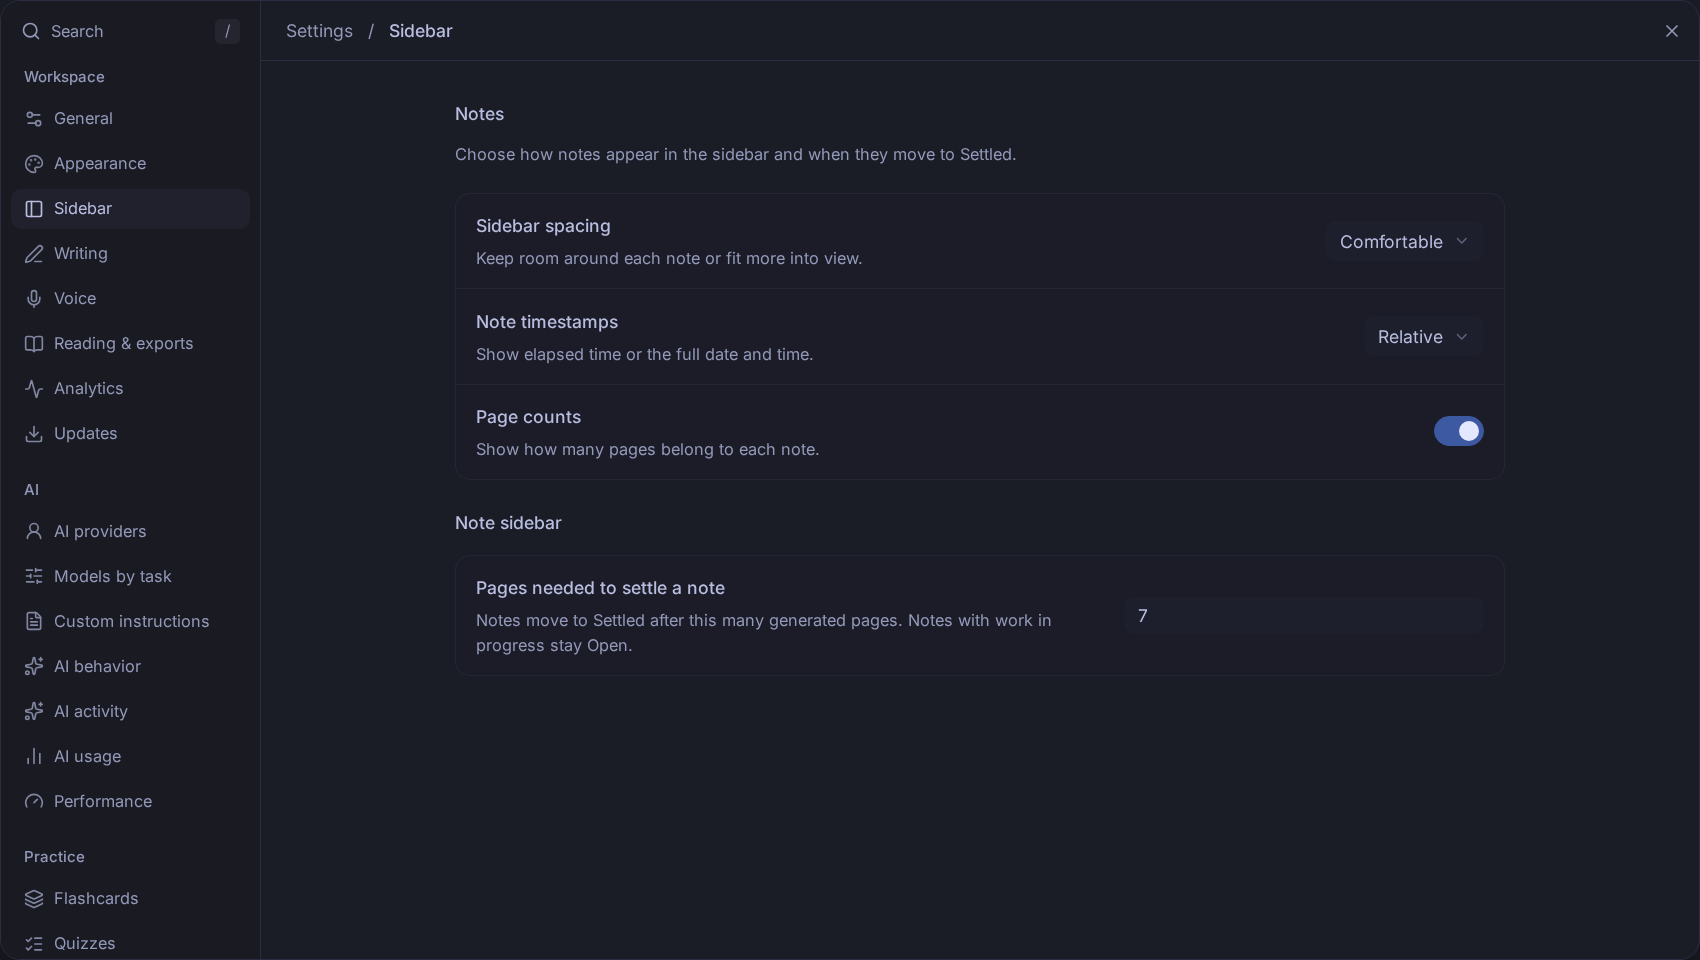 Search
/
Workspace
General
Appearance
Sidebar
Writing
Voice
Reading & exports
Analytics
Updates
AI
AI providers
Models by task
Custom instructions
AI behavior
AI activity
AI usage
Performance
Practice
Flashcards
Quizzes
Settings / Sidebar
Notes
Choose how notes appear in the sidebar and when they move to Settled.
Sidebar spacing
Keep room around each note or fit more into view.
Comfortable
Note timestamps
Show elapsed time or the full date and time.
Relative
Page counts
Show how many pages belong to each note.
Note sidebar
Pages needed to settle a note
Notes move to Settled after this many generated pages. Notes with work in
progress stay Open.
7